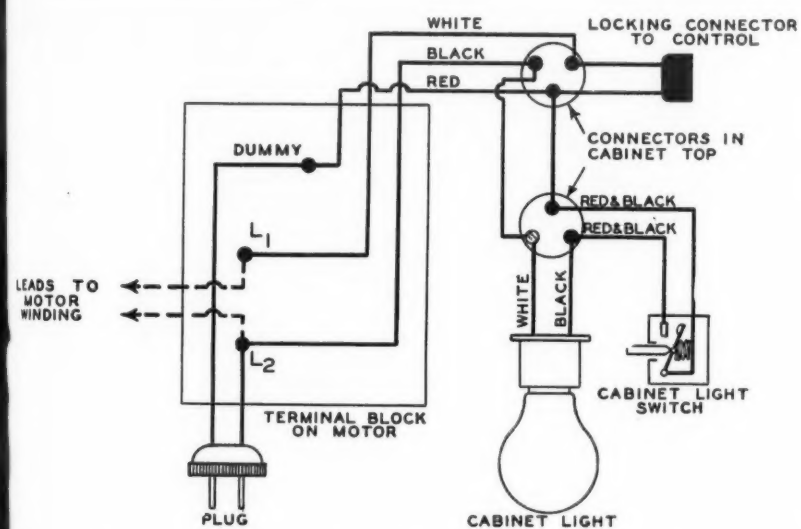 WHITE
LOCKING CONNECTOR
TO CONTROL
BLACK
RED
CONNECTORS IN
CABINET TOP
DUMMY
RED & BLACK
RED & BLACK
L1
LEADS TO
MOTOR
WINDING
L2
WHITE
BLACK
CABINET LIGHT
SWITCH
TERMINAL BLOCK
ON MOTOR
PLUG
CABINET LIGHT